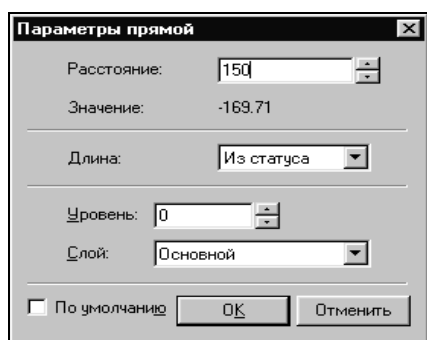 Параметры прямой
Расстояние: 150
Значение: -169.71
Длина: Из статуса
Уровень: 0
Слой: Основной
По умолчанию OK Отменить